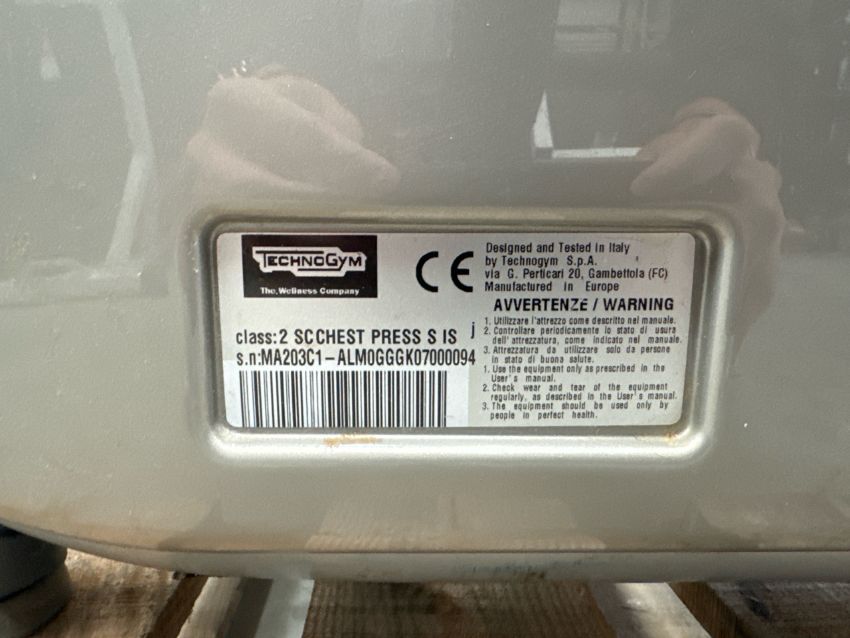 TECHNOGYM
The Wellness Company
CE
Designed and Tested in Italy
by Technogym S.p.A.
via G. Perticari 20, Gambettola (FC)
Manufactured in Europe
AVVERTENZE / WARNING
1. Utilizzare l'attrezzo come descritto nel manuale.
2. Controllare periodicamente lo stato di usura
dell'attrezzatura, come indicato nel manuale.
3. Attrezzatura da utilizzare solo da persone
in stato di buona salute.
1. Use the equipment only as prescribed in the
User's manual.
2. Check wear and tear of the equipment
regularly, as described in the User's manual.
3. The equipment should be used only by
people in perfect health.
class:2 SCCHEST PRESS S IS j
s.n:MA203C1-ALM0GGGK07000094